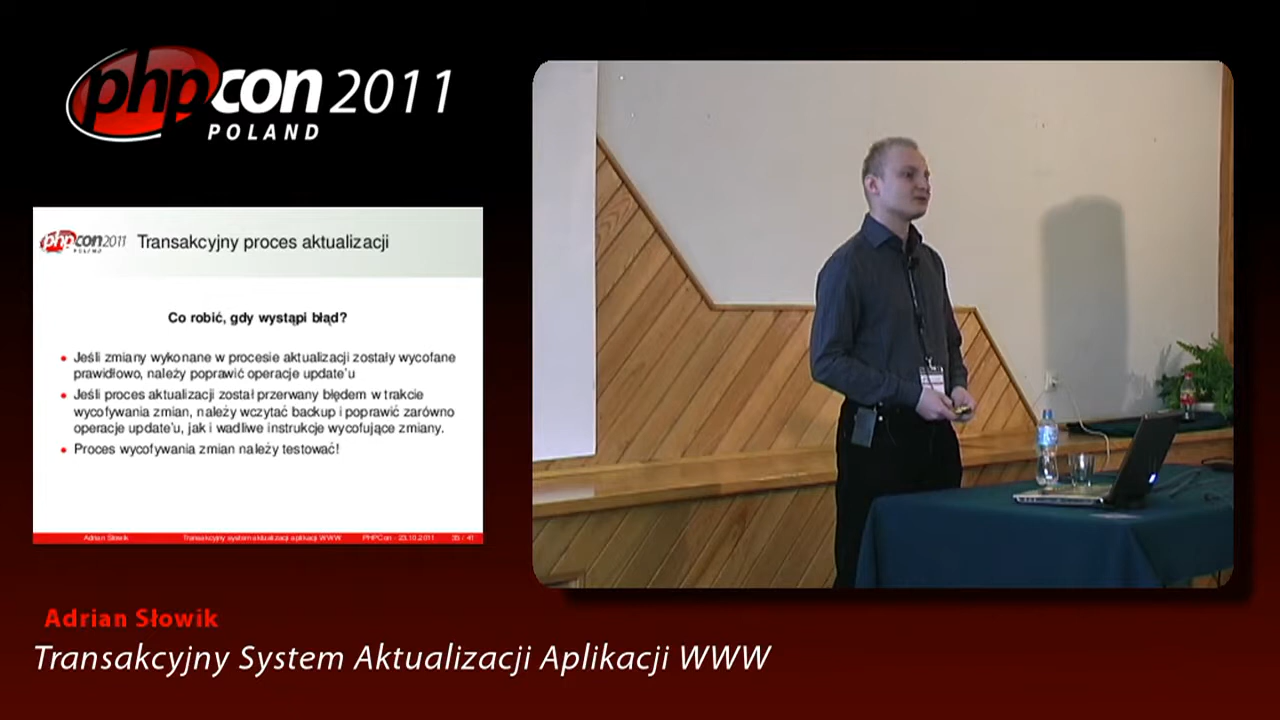 phpcon 2011
POLAND
phpcon 2011
POLAND
Transakcyjny proces aktualizacji
Co robić, gdy wystąpi błąd?
Jeśli zmiany wykonane w procesie aktualizacji zostały wycofane
prawidłowo, należy poprawić operacje update'u
Jeśli proces aktualizacji został przerwany błędem w trakcie
wycofywania zmian, należy wczytać backup i poprawić zarówno
operacje update'u, jak i wadliwe instrukcje wycofujące zmiany.
Proces wycofywania zmian należy testować!
Adrian Słowik Transakcyjny system aktualizacji aplikacji WWW PHPCon - 23.10.2011 35 / 41
Adrian Słowik
Transakcyjny System Aktualizacji Aplikacji WWW